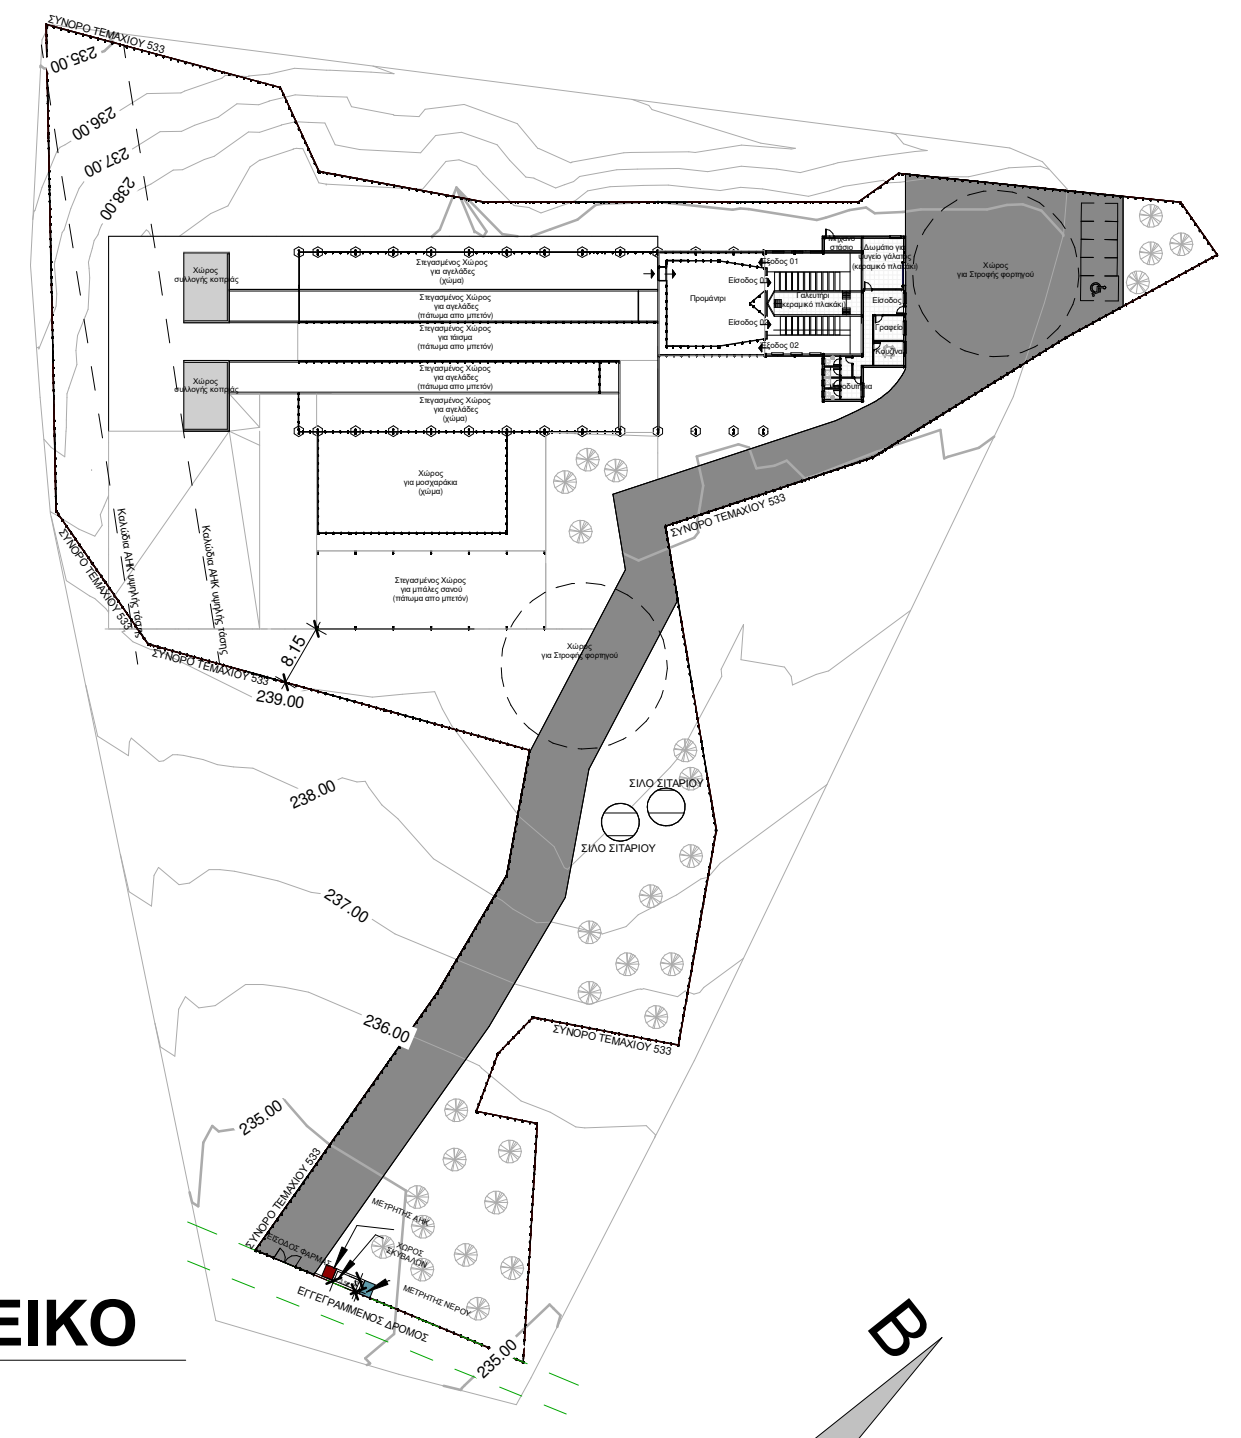 ΣΥΝΟΡΟ ΤΕΜΑΧΙΟΥ 533
235.00
236.00
237.00
238.00
Χώρος
συλλογής κοπριάς
Στεγασμένος Χώρος
για αγελάδες
(χώμα)
Στεγασμένος Χώρος
για αγελάδες
(πάτωμα απο μπετόν)
Στεγασμένος Χώρος
για τάισμα
(πάτωμα απο μπετόν)
Χώρος
συλλογής κοπριάς
Στεγασμένος Χώρος
για αγελάδες
(πάτωμα απο μπετόν)
Στεγασμένος Χώρος
για αγελάδες
(χώμα)
Προμάνιρι
Έξοδος 01
Είσοδος
Είσοδος
Έξοδος 02
(κεραμικό πλακάκι)
Δωμάτιο για
ψυγείο γάλατος
(κεραμικό πλακάκι)
Είσοδος
Γραφείο
Κουζίνα
Χώρος
για Στροφής φορτηγού
Χώρος
για μοσχαράκια
(χώμα)
Στεγασμένος Χώρος
για μπάλες σανού
(πάτωμα απο μπετόν)
ΣΥΝΟΡΟ ΤΕΜΑΧΙΟΥ 533
Καλώδια ΑΗΚ υψηλής τάσης
Καλώδια ΑΗΚ υψηλής τάσης
ΣΥΝΟΡΟ ΤΕΜΑΧΙΟΥ 533
ΣΥΝΟΡΟ ΤΕΜΑΧΙΟΥ 533
8.15
239.00
Χώρος
για Στροφής φορτηγού
238.00
ΣΙΛΟ ΣΙΤΑΡΙΟΥ
ΣΙΛΟ ΣΙΤΑΡΙΟΥ
237.00
236.00
ΣΥΝΟΡΟ ΤΕΜΑΧΙΟΥ 533
235.00
ΣΥΝΟΡΟ ΤΕΜΑΧΙΟΥ 533
ΜΕΤΡΗΤΗΣ ΑΗΚ
ΧΩΡΟΣ
ΣΚΥΒΑΛΩΝ
ΕΙΣΟΔΟΣ ΦΑΡΜΑΣ
ΜΕΤΡΗΤΗΣ ΝΕΡΟΥ
ΕΓΓΕΓΡΑΜΜΕΝΟΣ ΔΡΟΜΟΣ
235.00
ΕΙΚΟ
Β